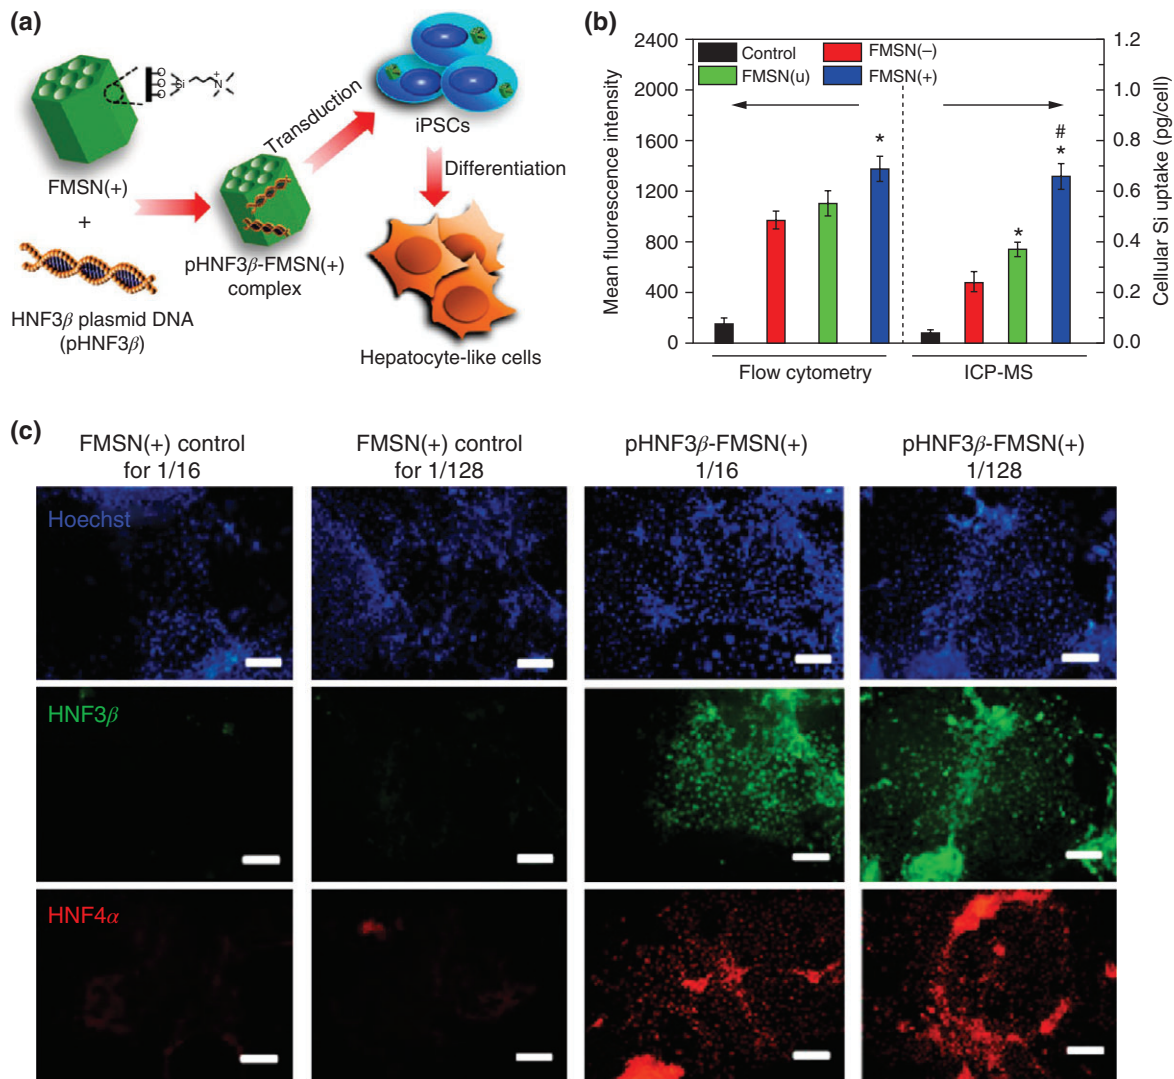 (a)
O
O
O
Si
+
N
FMSN(+)
+
HNF3β plasmid DNA
(pHNF3β)
pHNF3β-FMSN(+)
complex
Transduction
iPSCs
Differentiation
Hepatocyte-like cells
(b)
Mean fluorescence intensity
2400
2000
1600
1200
800
400
0
Control
FMSN(−)
FMSN(u)
FMSN(+)
*
*
#
*
1.2
1.0
0.8
0.6
0.4
0.2
0.0
Cellular Si uptake (pg/cell)
Flow cytometry
ICP-MS
(c)
FMSN(+) control
for 1/16
FMSN(+) control
for 1/128
pHNF3β-FMSN(+)
1/16
pHNF3β-FMSN(+)
1/128
Hoechst
HNF3β
HNF4α